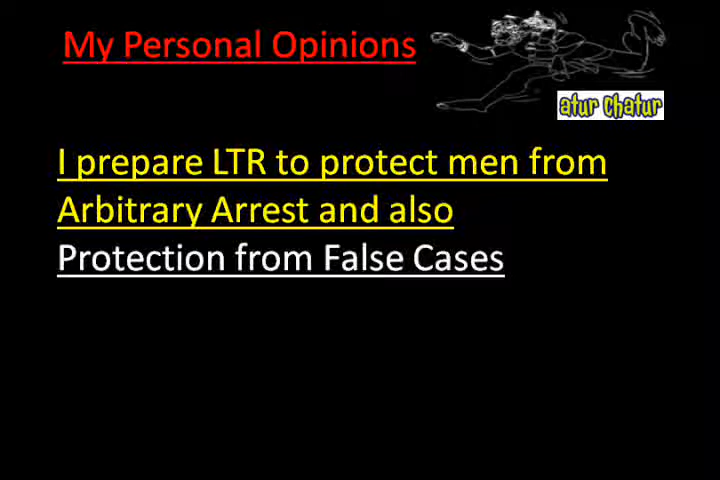 My Personal Opinions
atur chatur
I prepare LTR to protect men from
Arbitrary Arrest and also
Protection from False Cases